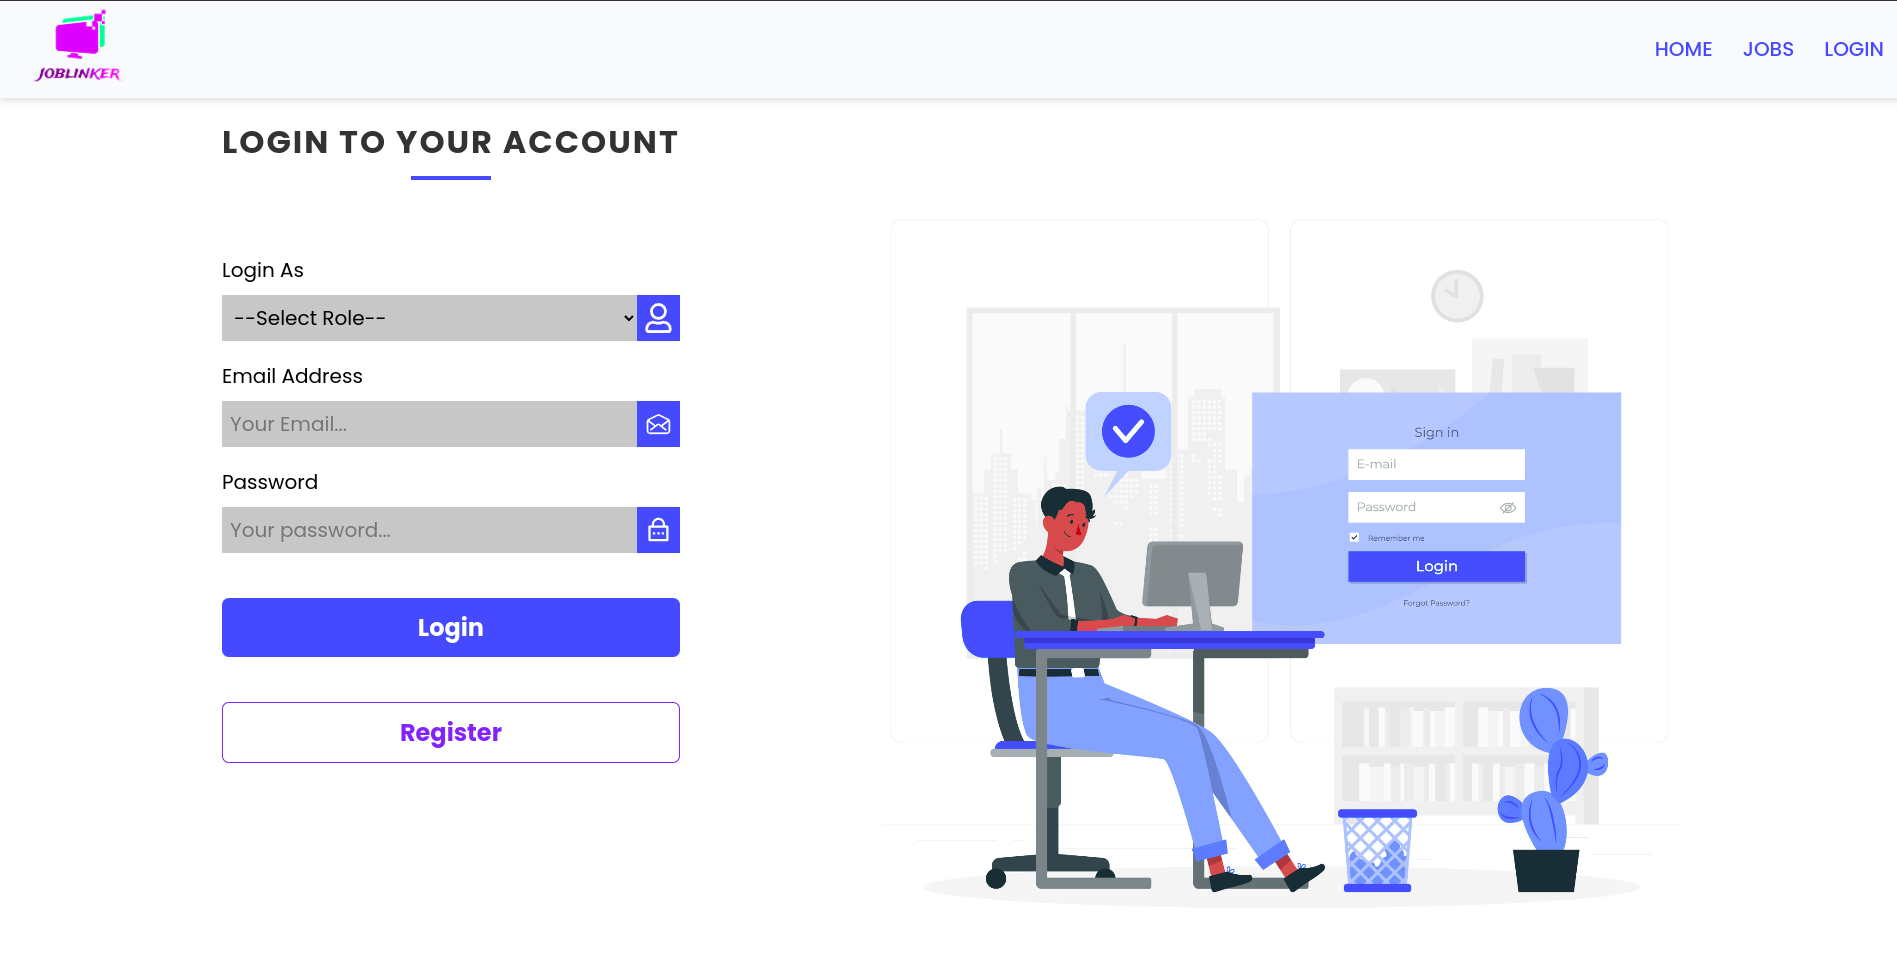 JOBLINKER
HOME JOBS LOGIN
LOGIN TO YOUR ACCOUNT
Login As
--Select Role--
Email Address
Your Email...
Password
Your password...
Login
Register
Sign in
E-mail
Password
Remember me
Login
Forgot Password?